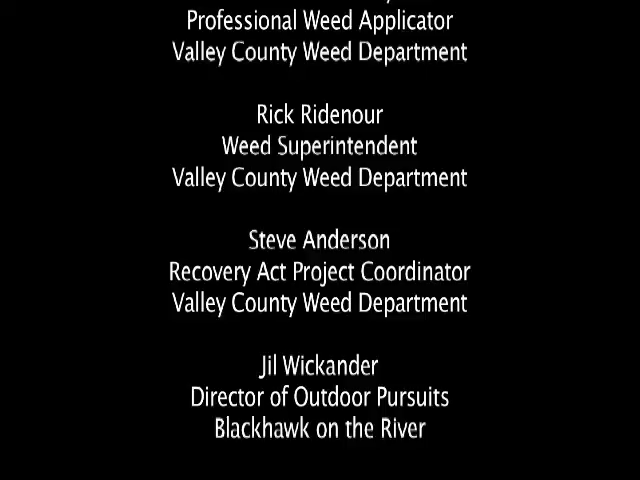 Professional Weed Applicator
Valley County Weed Department
Rick Ridenour
Weed Superintendent
Valley County Weed Department
Steve Anderson
Recovery Act Project Coordinator
Valley County Weed Department
Jil Wickander
Director of Outdoor Pursuits
Blackhawk on the River